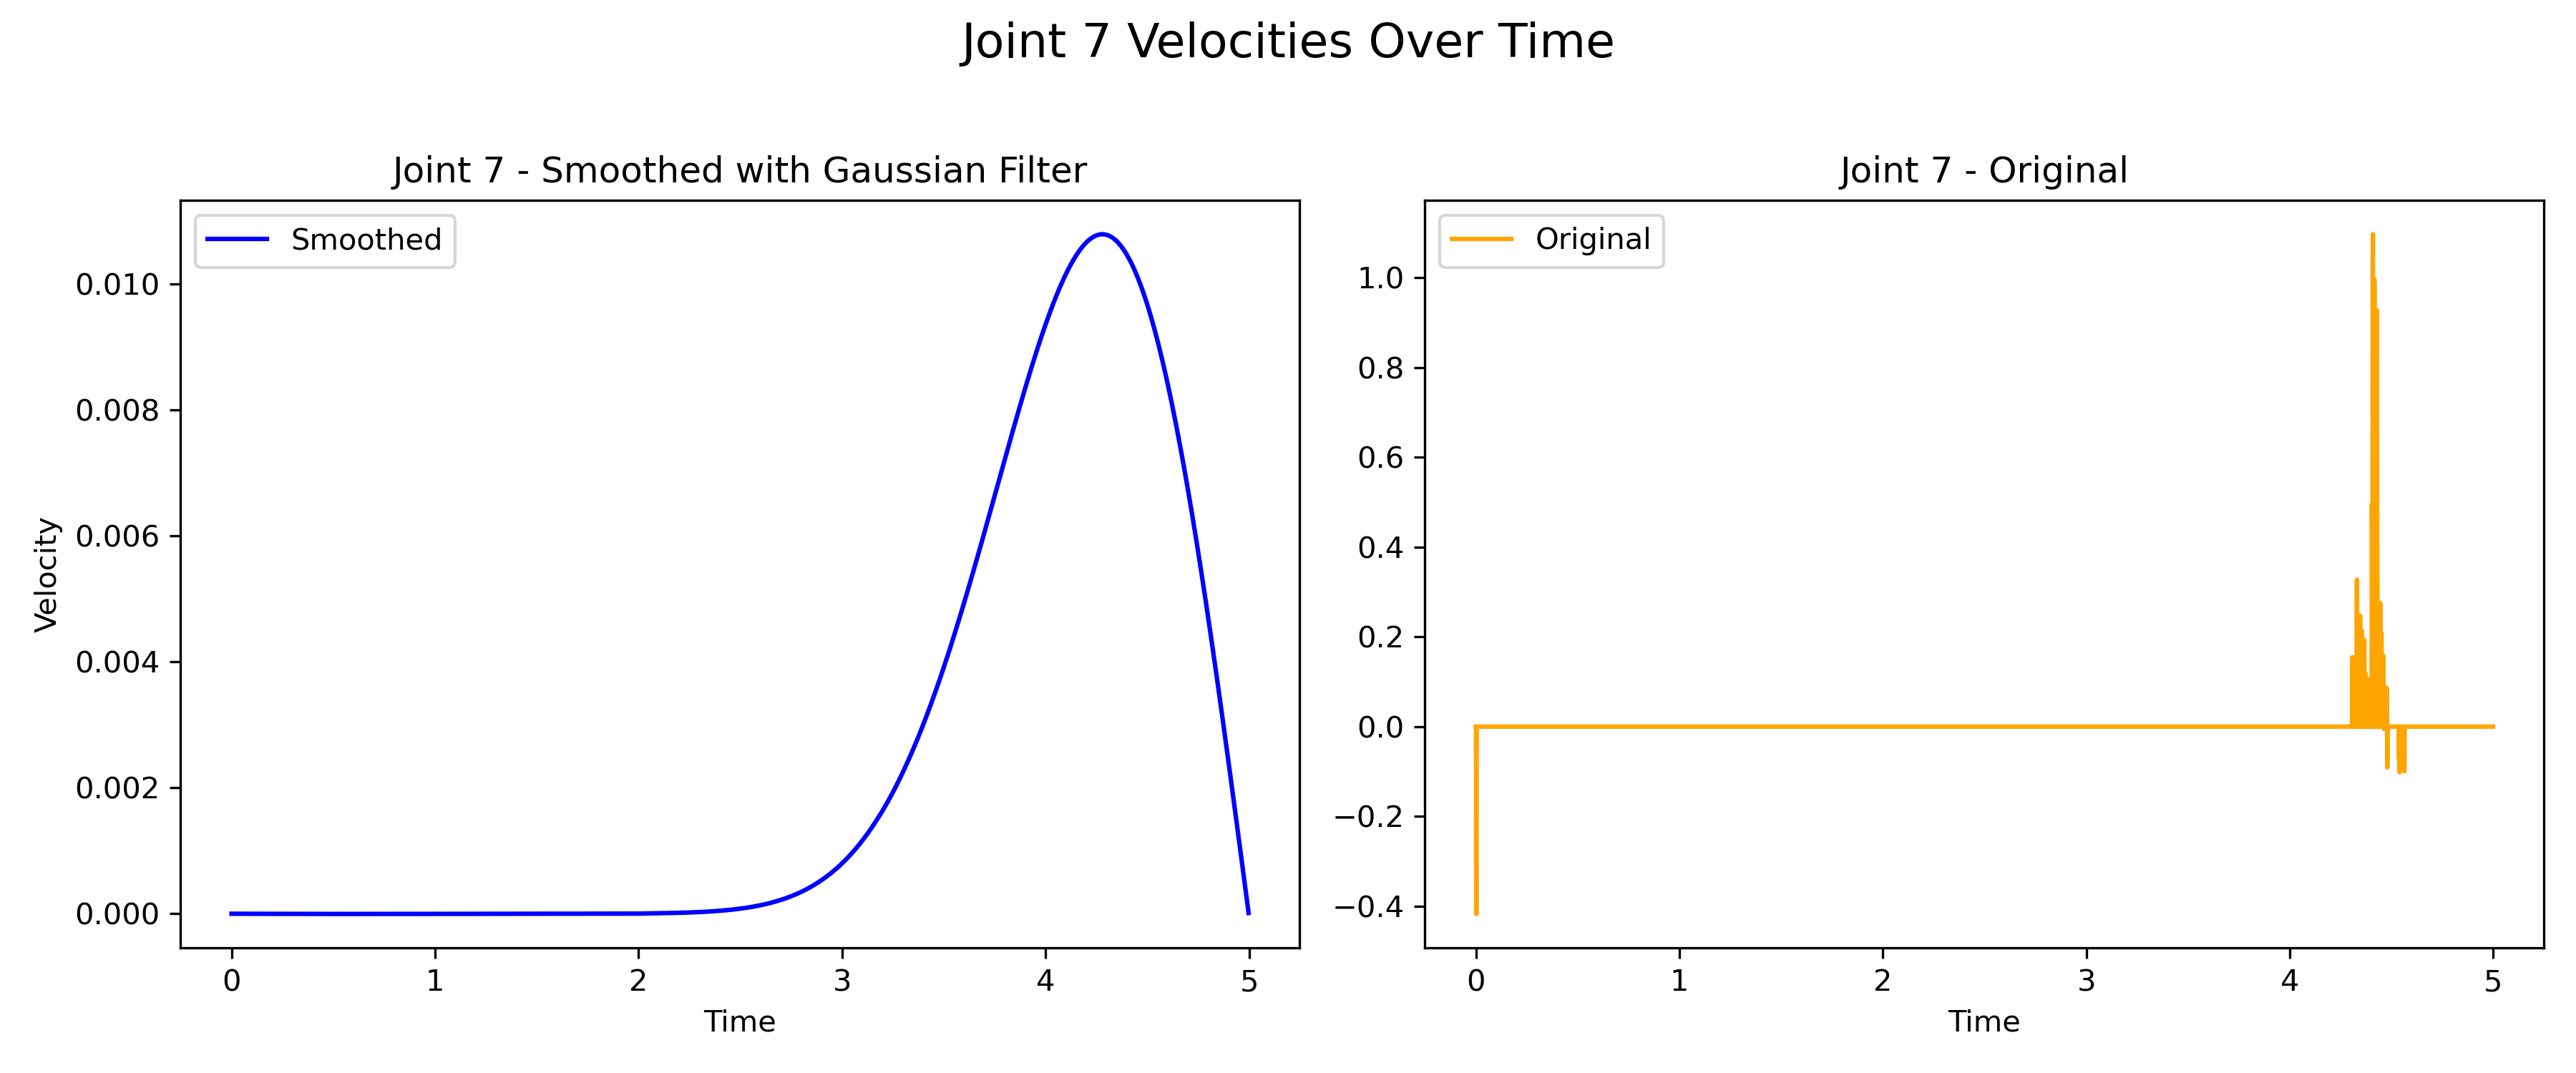 Joint 7 Velocities Over Time
Joint 7 - Smoothed with Gaussian Filter
Smoothed
0.010
0.008
0.006
0.004
0.002
0.000
Velocity
0 1 2 3 4 5
Time
Joint 7 - Original
Original
1.0
0.8
0.6
0.4
0.2
0.0
−0.2
−0.4
0 1 2 3 4 5
Time